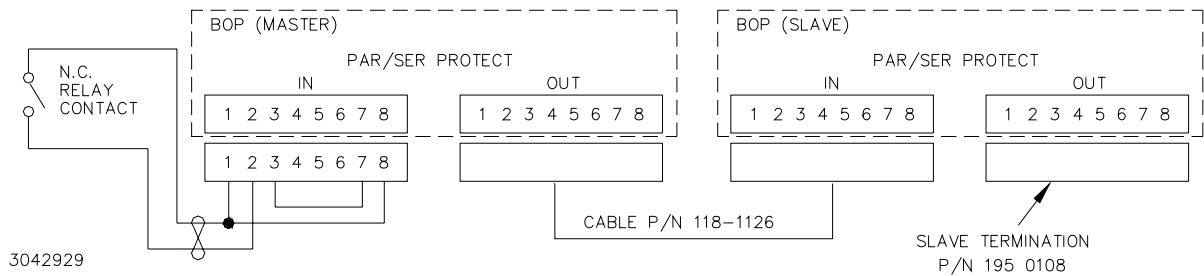 BOP (MASTER)
BOP (SLAVE)
PAR/SER PROTECT
PAR/SER PROTECT
N.C.
RELAY
CONTACT
IN
OUT
IN
OUT
1 2 3 4 5 6 7 8
1 2 3 4 5 6 7 8
1 2 3 4 5 6 7 8
1 2 3 4 5 6 7 8
1 2 3 4 5 6 7 8
CABLE P/N 118-1126
SLAVE TERMINATION
P/N 195 0108
3042929